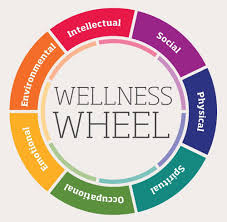 WELLNESS
WHEEL
Intellectual
Social
Physical
Spiritual
Occupational
Emotional
Environmental